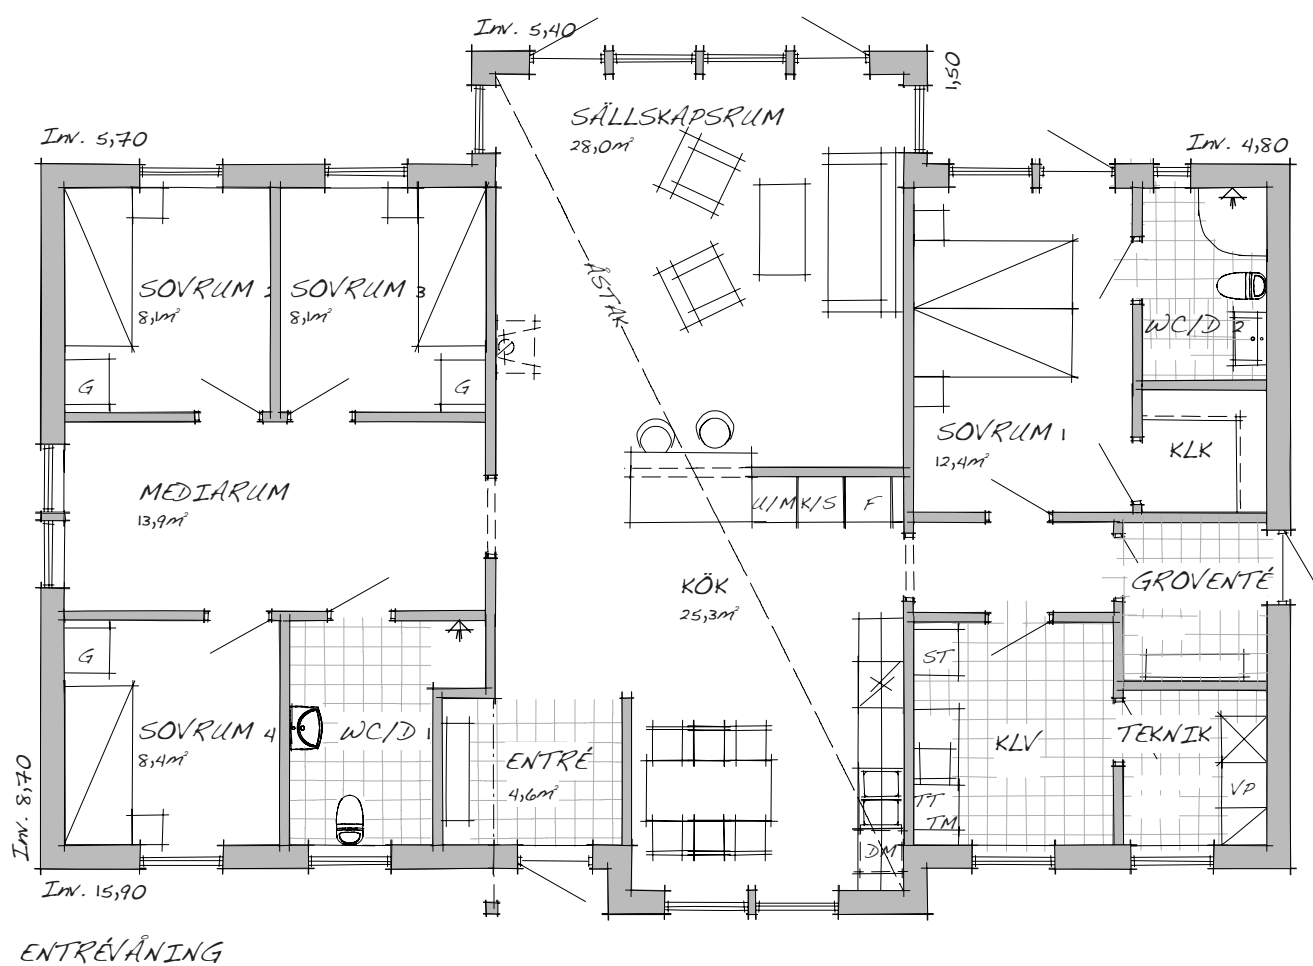 Inv. 5,40
1,50
Inv. 5,70
SÄLLSKAPSRUM
28,0m²
Inv. 4,80
ÅSTAK
SOVRUM 2
8,1m²
SOVRUM 3
8,1m²
WC/D 2
G
G
SOVRUM 1
12,4m²
KLK
MEDIARUM
13,9m²
U/M
K/S
F
KÖK
25,3m²
GROVENTÉ
G
ST
SOVRUM 4
8,4m²
WC/D 1
ENTRÉ
4,6m²
KLV
TEKNIK
VP
TT
TM
DM
Inv. 8,70
Inv. 15,90
ENTRÉVÅNING